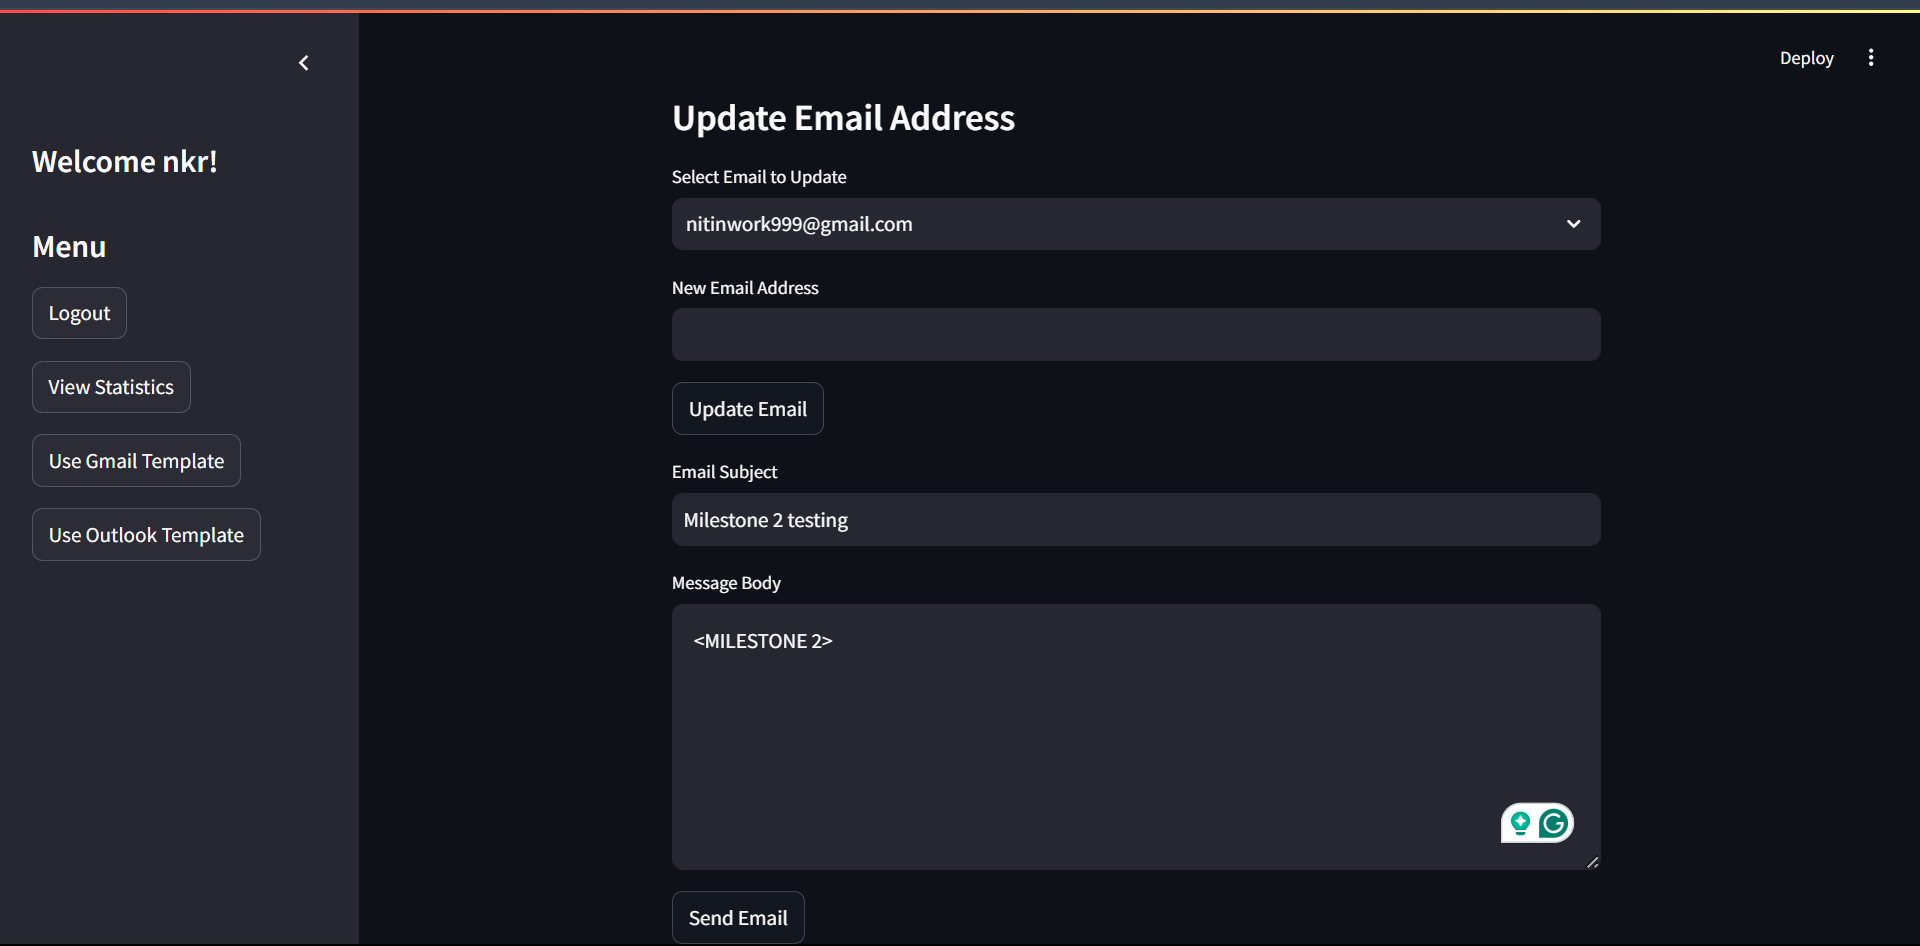 Deploy
Welcome nkr!
Menu
Logout
View Statistics
Use Gmail Template
Use Outlook Template
Update Email Address
Select Email to Update
nitinwork999@gmail.com
New Email Address
Update Email
Email Subject
Milestone 2 testing
Message Body
<MILESTONE 2>
Send Email